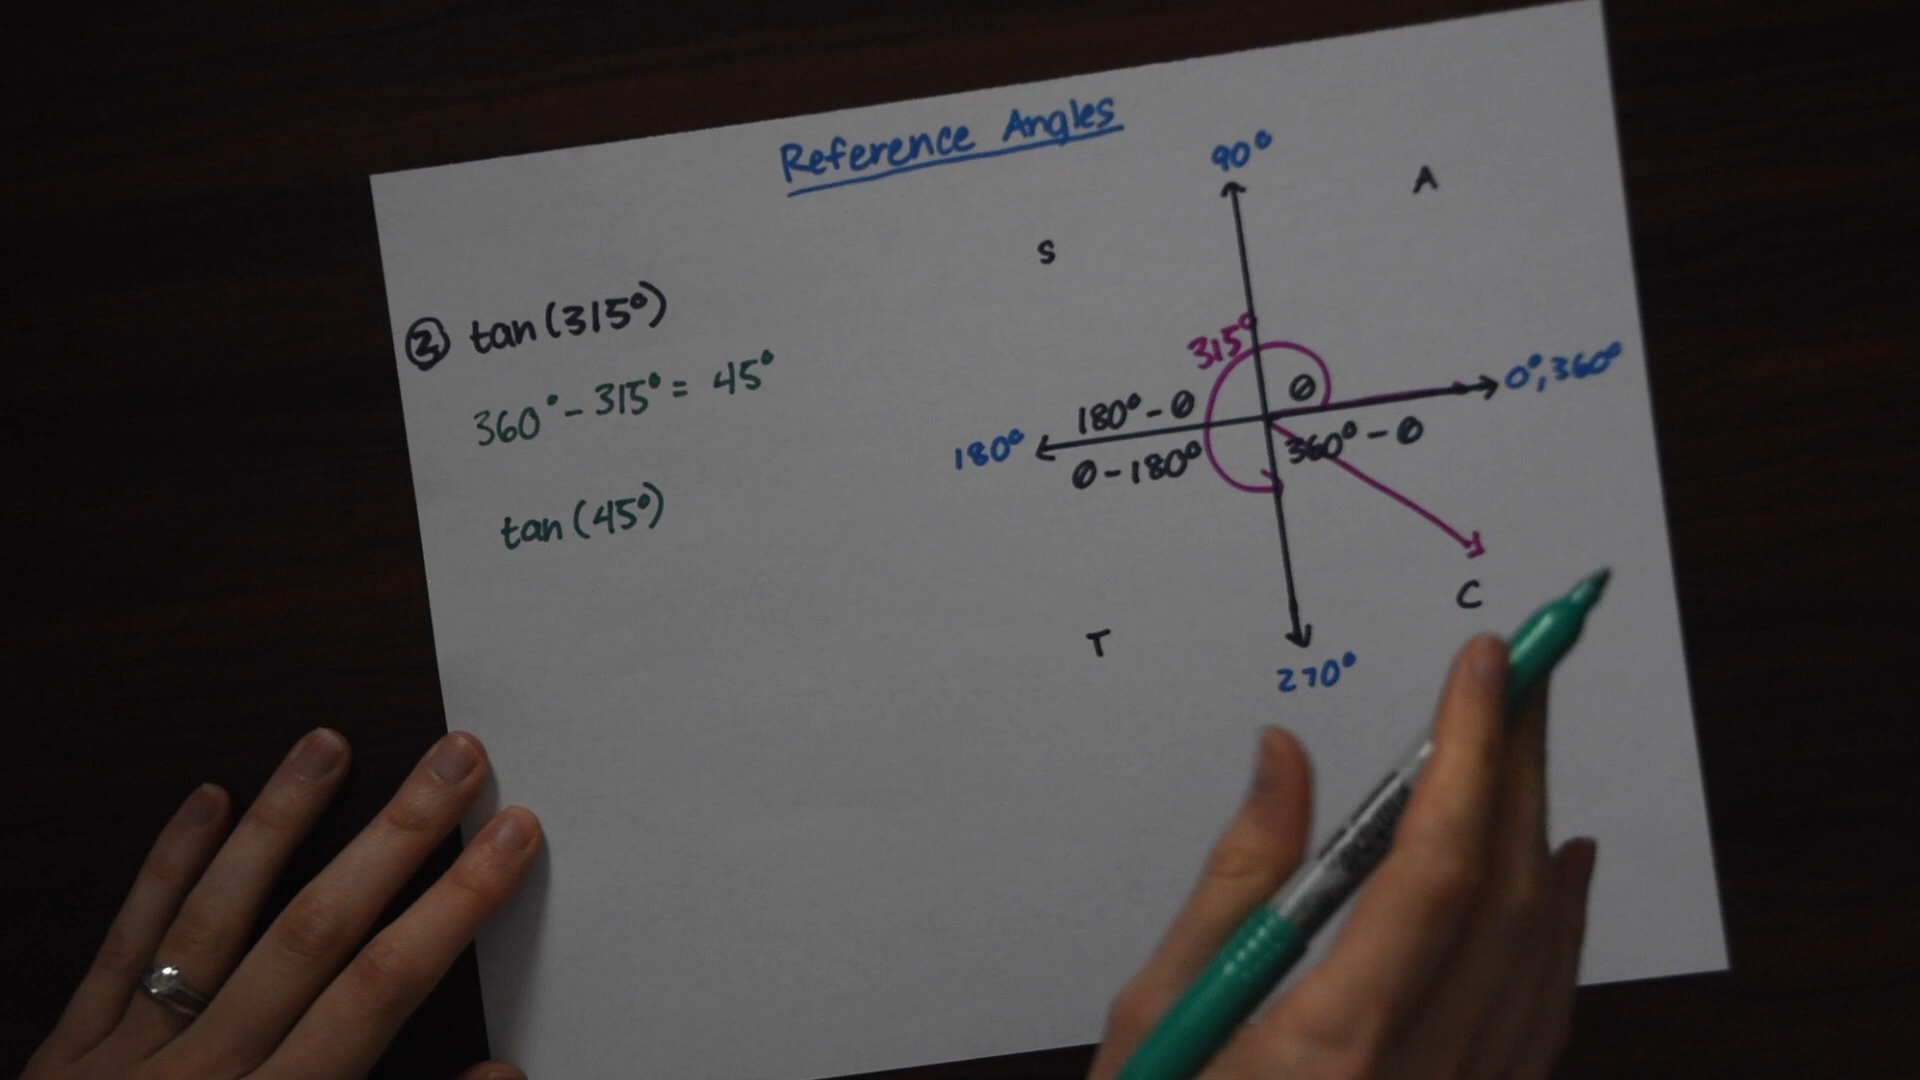 Reference Angles
② tan(315°)
360° - 315° = 45°
tan(45°)
90°
A
S
315°
θ
0°, 360°
180° - θ
360° - θ
180°
θ - 180°
C
T
270°